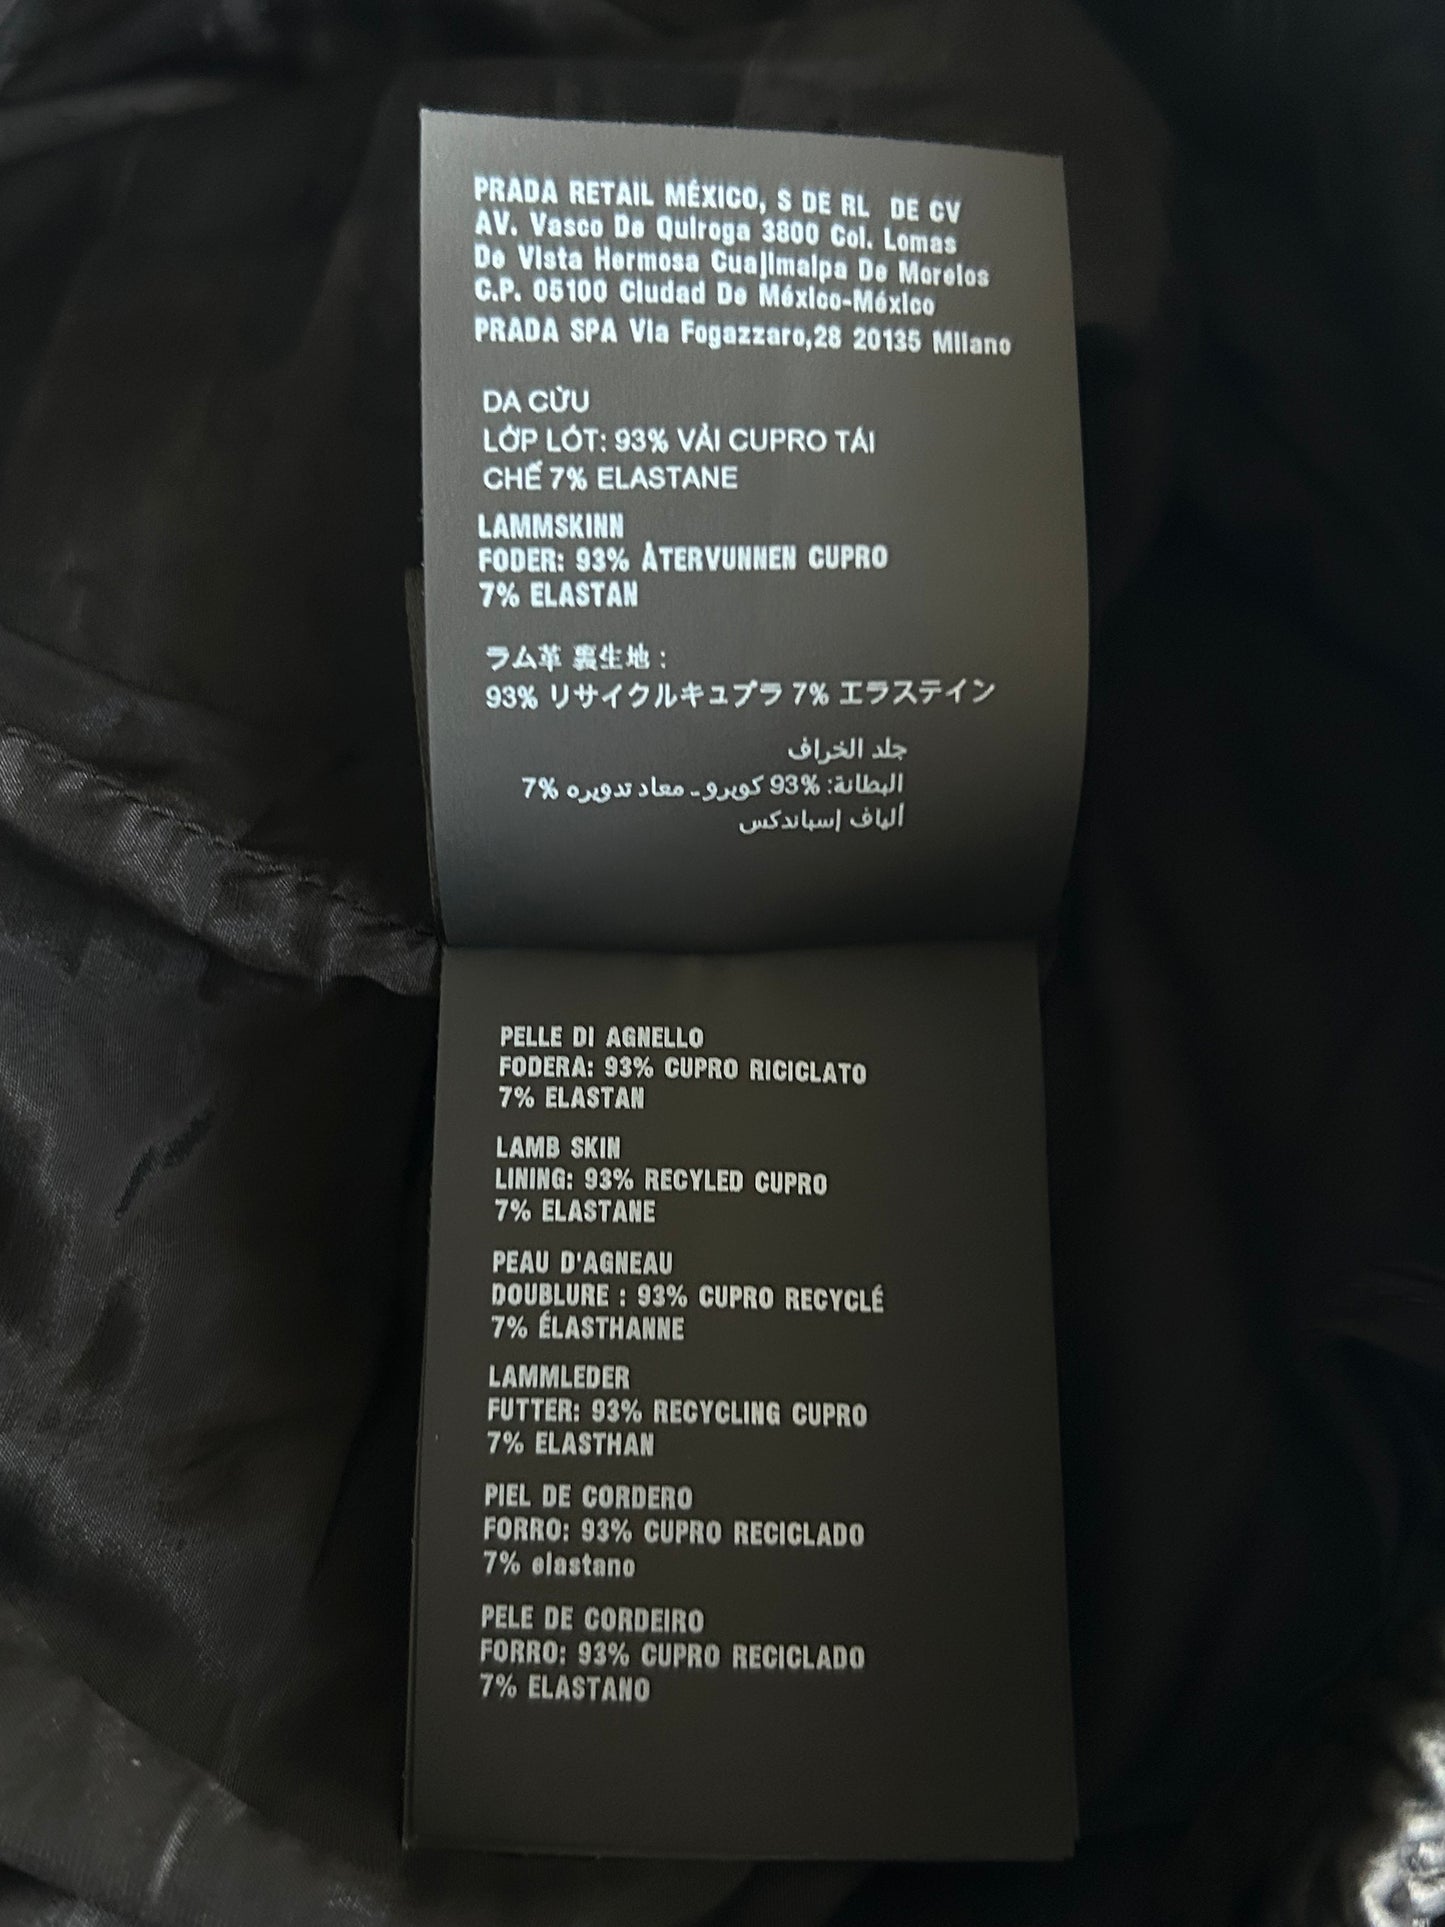 PRADA RETAIL MÉXICO, S DE RL DE CV
AV. Vasco De Quiroga 3800 Col. Lomas
De Vista Hermosa Cuajimalpa De Morelos
C.P. 05100 Ciudad De México-México
PRADA SPA Via Fogazzaro,28 20135 Milano
DA CỪU
LỚP LÓT: 93% VẢI CUPRO TÁI
CHẾ 7% ELASTANE
LAMMSKINN
FODER: 93% ÅTERVUNNEN CUPRO
7% ELASTAN
ラム革 裏生地 :
93% リサイクルキュプラ 7% エラステイン
جلد الخراف
البطانة: %93 كوبرو- معاد تدويره %7
ألياف إسباندكس
PELLE DI AGNELLO
FODERA: 93% CUPRO RICICLATO
7% ELASTAN
LAMB SKIN
LINING: 93% RECYLED CUPRO
7% ELASTANE
PEAU D'AGNEAU
DOUBLURE : 93% CUPRO RECYCLÉ
7% ÉLASTHANNE
LAMMLEDER
FUTTER: 93% RECYCLING CUPRO
7% ELASTHAN
PIEL DE CORDERO
FORRO: 93% CUPRO RECICLADO
7% elastano
PELE DE CORDEIRO
FORRO: 93% CUPRO RECICLADO
7% ELASTANO